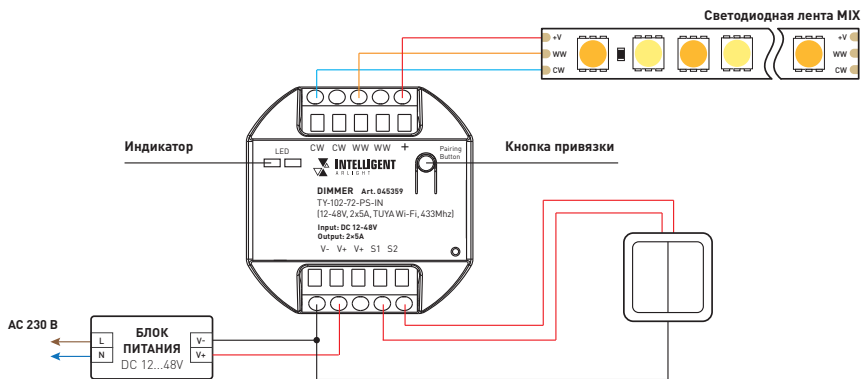 Светодиодная лента MIX
+V
WW
CW
+V
WW
CW
Индикатор
LED
CW CW WW WW +
Pairing
Button
Кнопка привязки
INTELLIGENT
ARLIGHT
DIMMER Art. 045359
TY-102-72-PS-IN
(12-48V, 2x5A, TUYA Wi-Fi, 433Mhz)
Input: DC 12-48V
Output: 2×5A
V- V+ V+ S1 S2
AC 230 В
L
N
БЛОК
ПИТАНИЯ
DC 12...48V
V-
V+